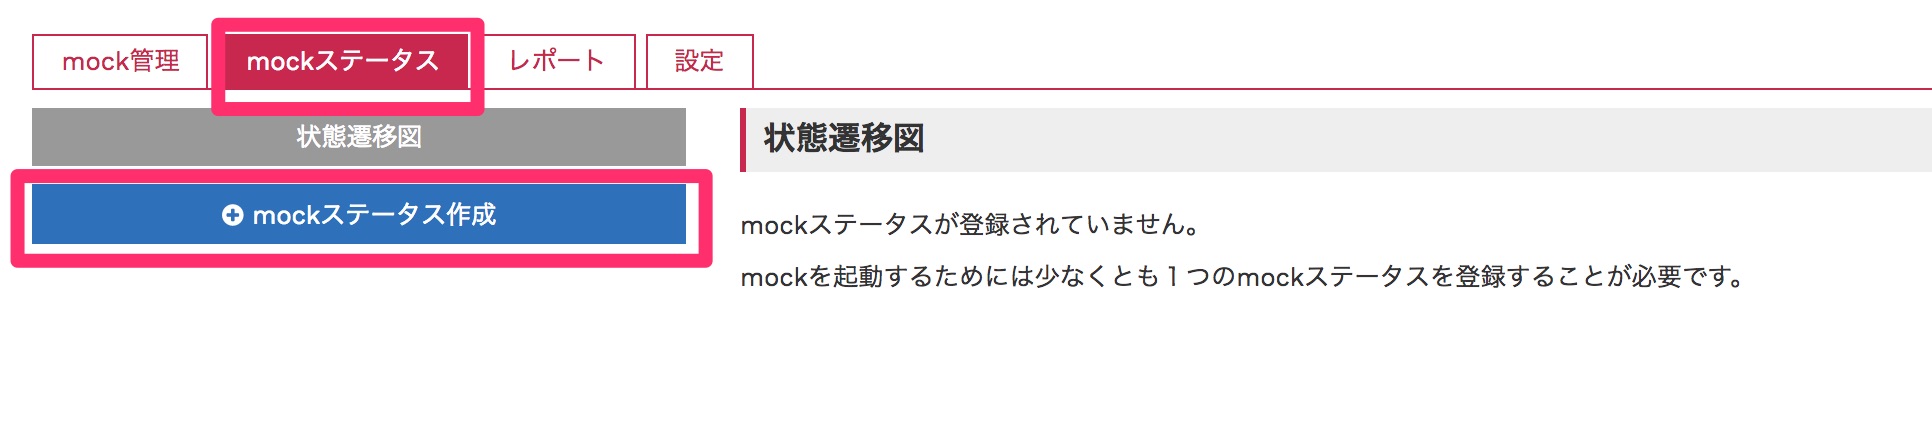 mock管理
mockステータス
レポート
設定
状態遷移図
mockステータス作成
状態遷移図
mockステータスが登録されていません。
mockを起動するためには少なくとも１つのmockステータスを登録することが必要です。